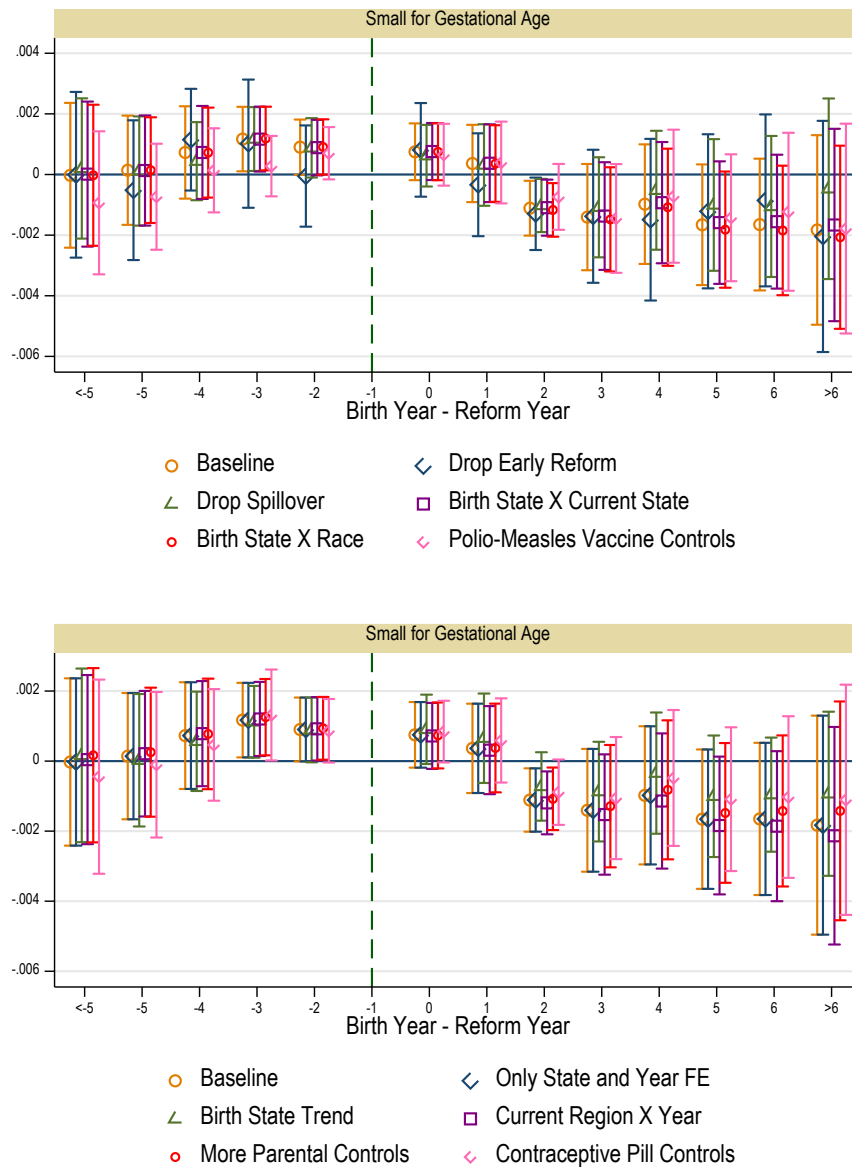 Small for Gestational Age
.004
.002
0
-.002
-.004
-.006
<-5 -5 -4 -3 -2 -1 0 1 2 3 4 5 6 >6
Birth Year - Reform Year
Baseline Drop Early Reform
Drop Spillover Birth State X Current State
Birth State X Race Polio-Measles Vaccine Controls
Small for Gestational Age
.002
0
-.002
-.004
-.006
<-5 -5 -4 -3 -2 -1 0 1 2 3 4 5 6 >6
Birth Year - Reform Year
Baseline Only State and Year FE
Birth State Trend Current Region X Year
More Parental Controls Contraceptive Pill Controls